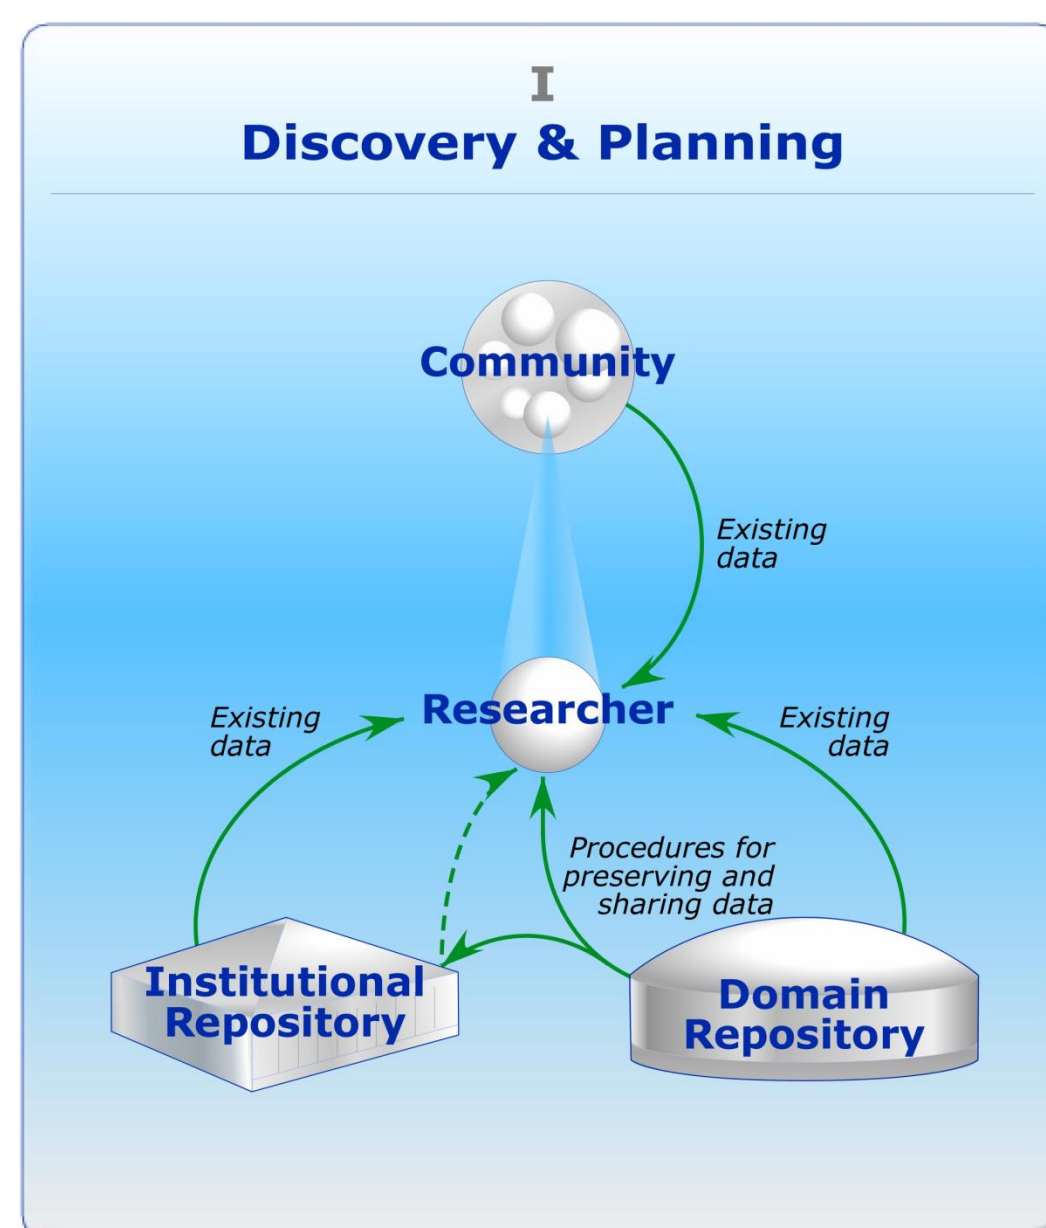 I
Discovery & Planning
Community
Existing
data
Researcher
Existing
data
Existing
data
Procedures for
preserving and
sharing data
Institutional
Repository
Domain
Repository